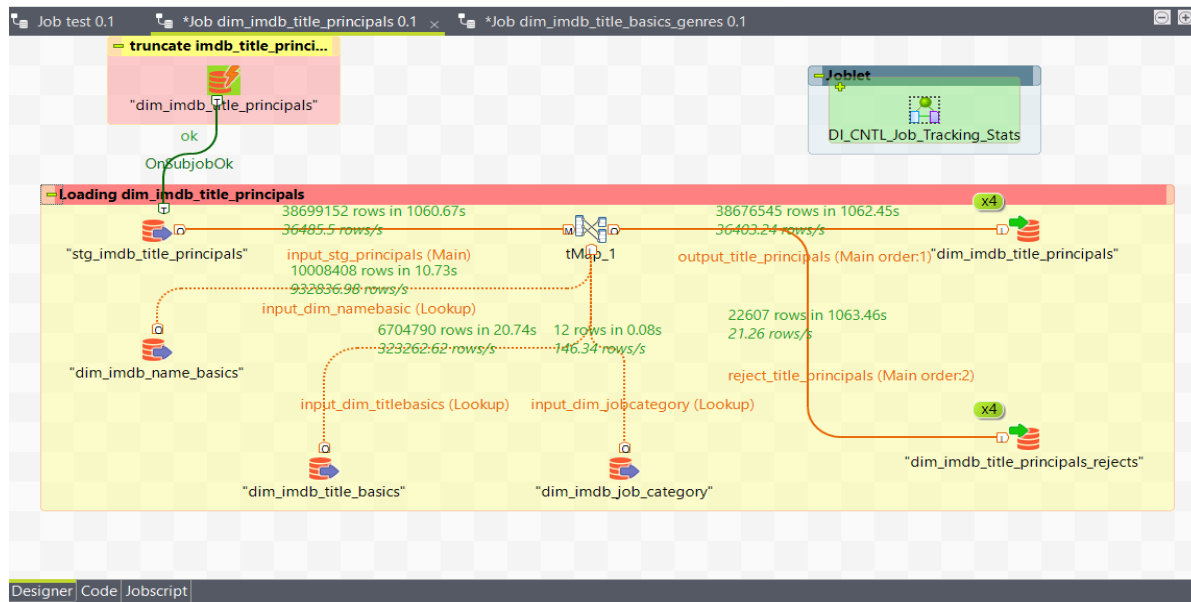 Job test 0.1
*Job dim_imdb_title_principals 0.1
*Job dim_imdb_title_basics_genres 0.1
truncate imdb_title_princi...
"dim_imdb_title_principals"
ok
OnSubjobOk
Joblet
DI_CNTL_Job_Tracking_Stats
Loading dim_imdb_title_principals
x4
38699152 rows in 1060.67s
36485.5 rows/s
38676545 rows in 1062.45s
36403.24 rows/s
"stg_imdb_title_principals"
input_stg_principals (Main)
M
tMap_1
output_title_principals (Main order:1)
"dim_imdb_title_principals"
10008408 rows in 10.73s
932836.98 rows/s
input_dim_namebasic (Lookup)
22607 rows in 1063.46s
21.26 rows/s
6704790 rows in 20.74s
323262.62 rows/s
12 rows in 0.08s
146.34 rows/s
"dim_imdb_name_basics"
reject_title_principals (Main order:2)
input_dim_titlebasics (Lookup)
input_dim_jobcategory (Lookup)
x4
"dim_imdb_title_principals_rejects"
"dim_imdb_title_basics"
"dim_imdb_job_category"
Designer
Code
Jobscript